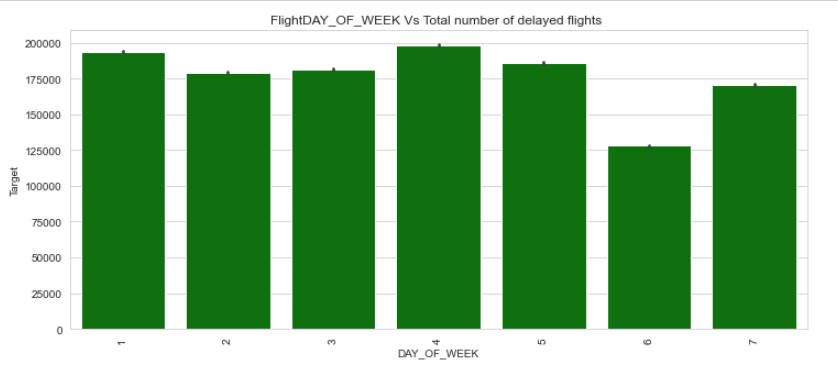 FlightDAY_OF_WEEK Vs Total number of delayed flights
200000
175000
150000
125000
100000
75000
50000
25000
0
Target
1 2 3 4 5 6 7
DAY_OF_WEEK